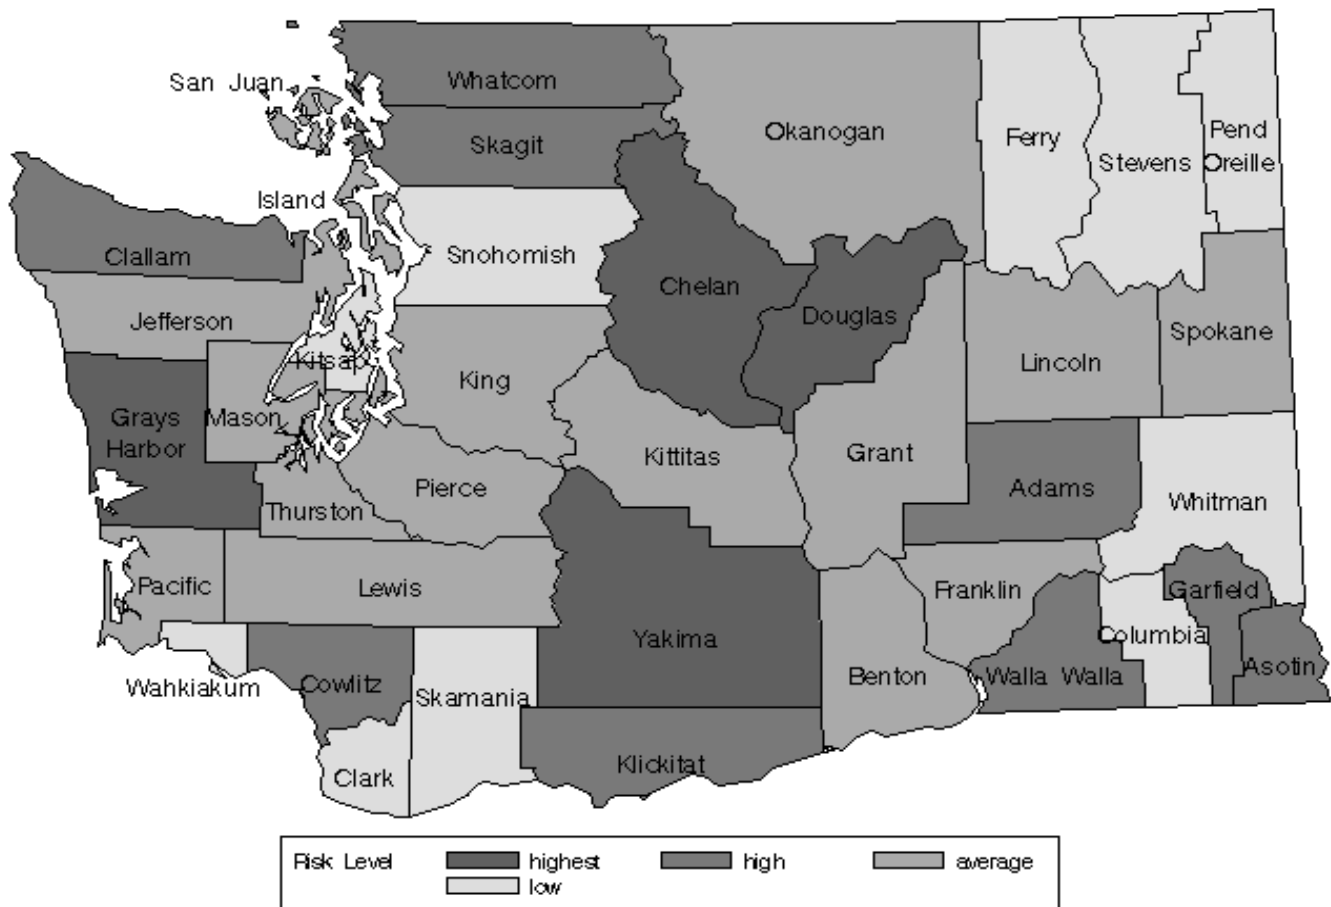 Whatcom
San Juan
Skagit
Okanogan
Ferry
Stevens
Pend
Oreille
Island
Clallam
Snohomish
Chelan
Douglas
Jefferson
Kitsap
King
Lincoln
Spokane
Grays
Harbor
Mason
Kittitas
Grant
Pierce
Adams
Whitman
Thurston
Pacific
Lewis
Franklin
Garfield
Yakima
Columbia
Wahkiakum
Cowlitz
Skamania
Benton
Walla Walla
Asotin
Clark
Klickitat
Risk Level highest high average
low